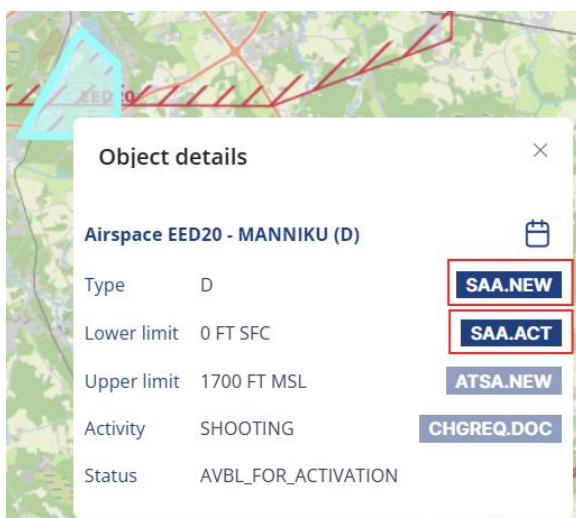 EED20
Object details
Airspace EED20 - MANNIKU (D)
Type D SAA.NEW
Lower limit 0 FT SFC SAA.ACT
Upper limit 1700 FT MSL ATSA.NEW
Activity SHOOTING CHGREQ.DOC
Status AVBL_FOR_ACTIVATION